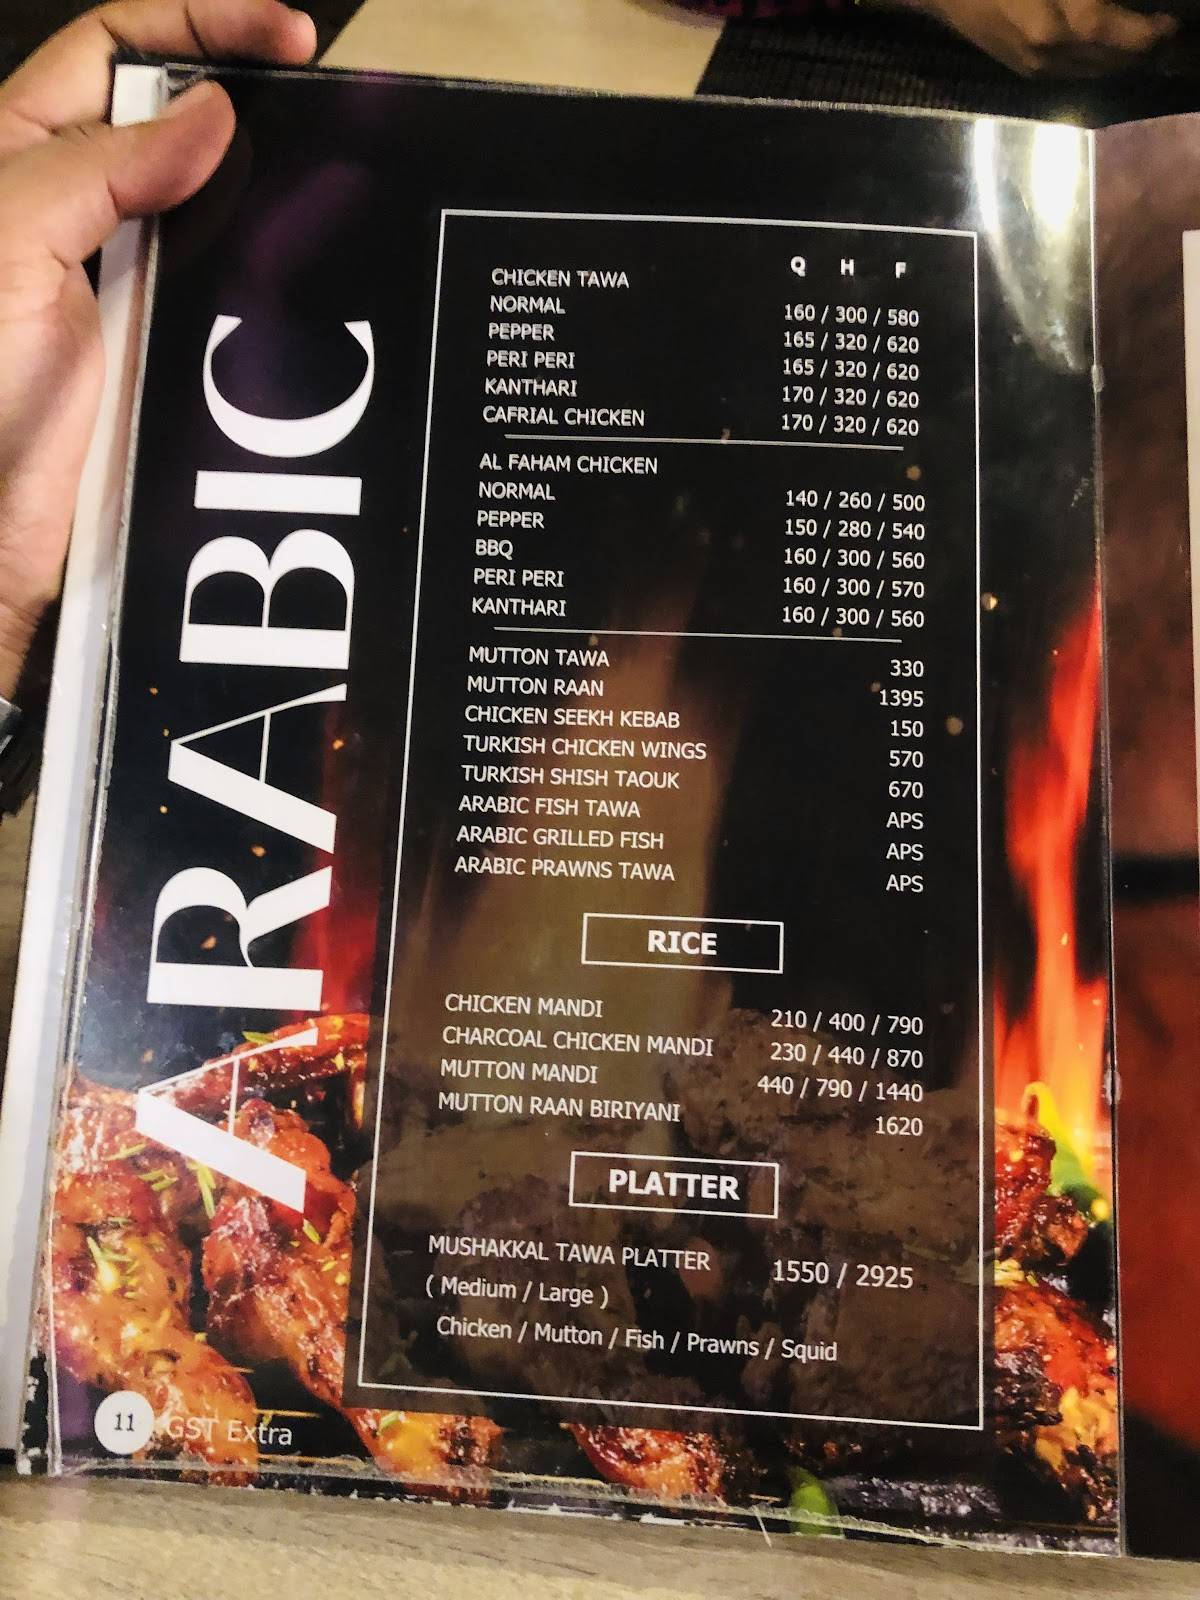 ARABIC
Q H F
CHICKEN TAWA
NORMAL 160 / 300 / 580
PEPPER 165 / 320 / 620
PERI PERI 165 / 320 / 620
KANTHARI 170 / 320 / 620
CAFRIAL CHICKEN 170 / 320 / 620
AL FAHAM CHICKEN
NORMAL 140 / 260 / 500
PEPPER 150 / 280 / 540
BBQ 160 / 300 / 560
PERI PERI 160 / 300 / 570
KANTHARI 160 / 300 / 560
MUTTON TAWA 330
MUTTON RAAN 1395
CHICKEN SEEKH KEBAB 150
TURKISH CHICKEN WINGS 570
TURKISH SHISH TAOUK 670
ARABIC FISH TAWA APS
ARABIC GRILLED FISH APS
ARABIC PRAWNS TAWA APS
RICE
CHICKEN MANDI 210 / 400 / 790
CHARCOAL CHICKEN MANDI 230 / 440 / 870
MUTTON MANDI 440 / 790 / 1440
MUTTON RAAN BIRIYANI 1620
PLATTER
MUSHAKKAL TAWA PLATTER 1550 / 2925
( Medium / Large )
Chicken / Mutton / Fish / Prawns / Squid
11 GST Extra